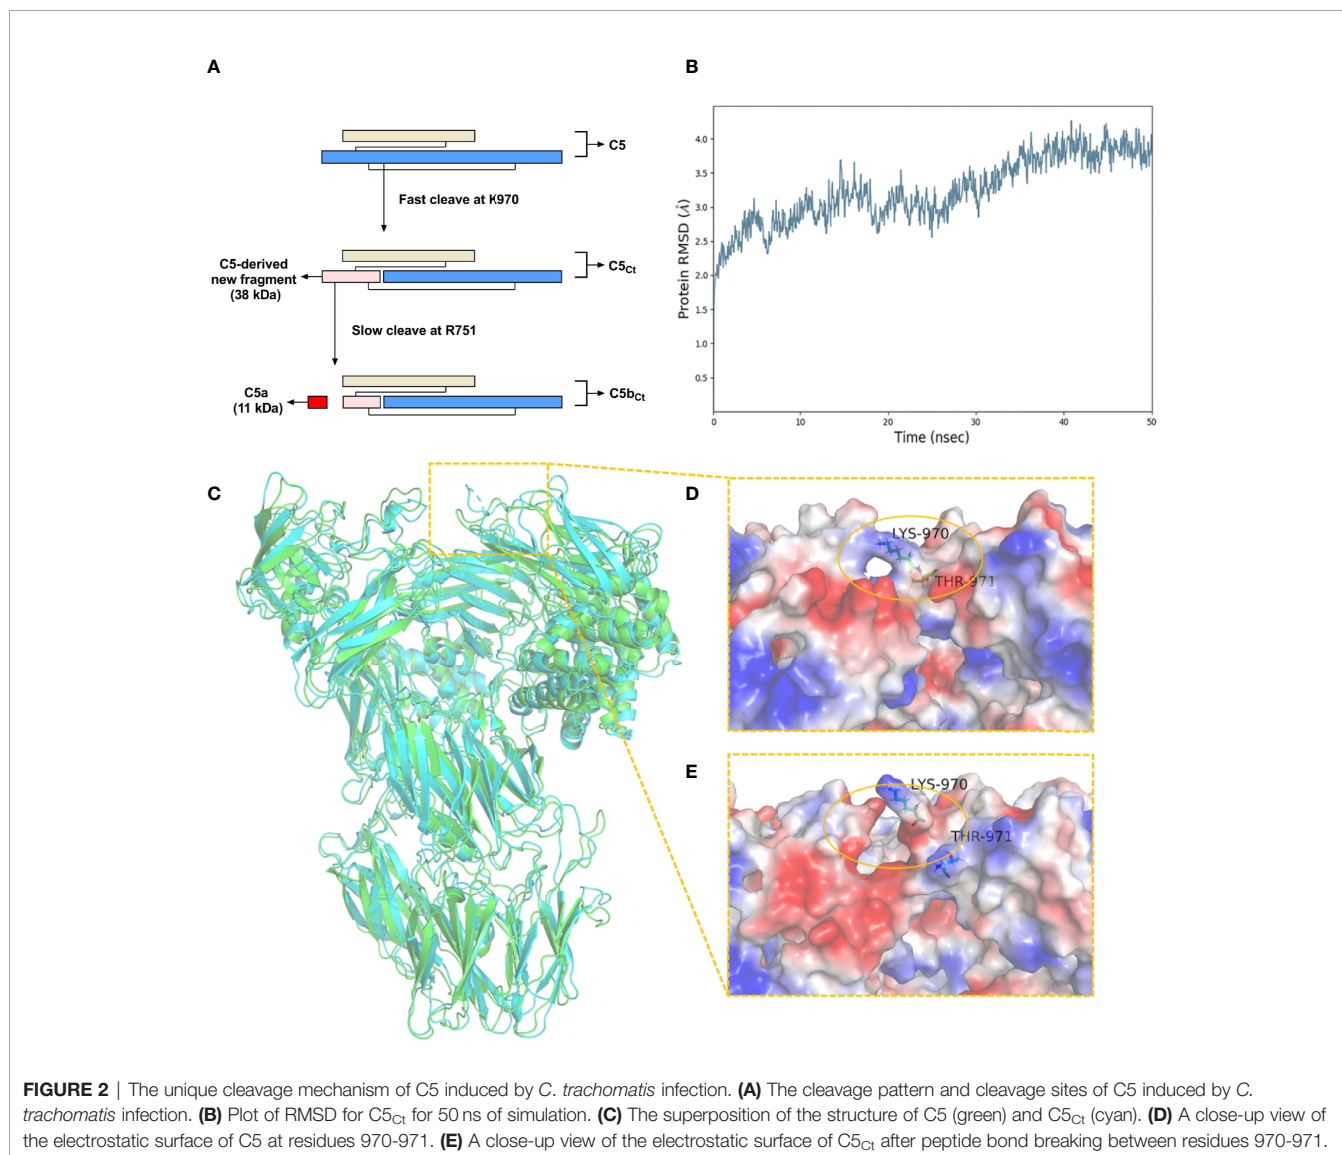 A
C5
Fast cleave at K970
C5-derived
new fragment
(38 kDa)
C5Ct
Slow cleave at R751
C5a
(11 kDa)
C5bCt
B
Protein RMSD (Å)
4.0
3.5
3.0
2.5
2.0
1.5
1.0
0.5
0 10 20 30 40 50
Time (nsec)
C
D
LYS-970
THR-971
E
LYS-970
THR-971
FIGURE 2 | The unique cleavage mechanism of C5 induced by C. trachomatis infection. (A) The cleavage pattern and cleavage sites of C5 induced by C.
trachomatis infection. (B) Plot of RMSD for C5Ct for 50 ns of simulation. (C) The superposition of the structure of C5 (green) and C5Ct (cyan). (D) A close-up view of
the electrostatic surface of C5 at residues 970-971. (E) A close-up view of the electrostatic surface of C5Ct after peptide bond breaking between residues 970-971.